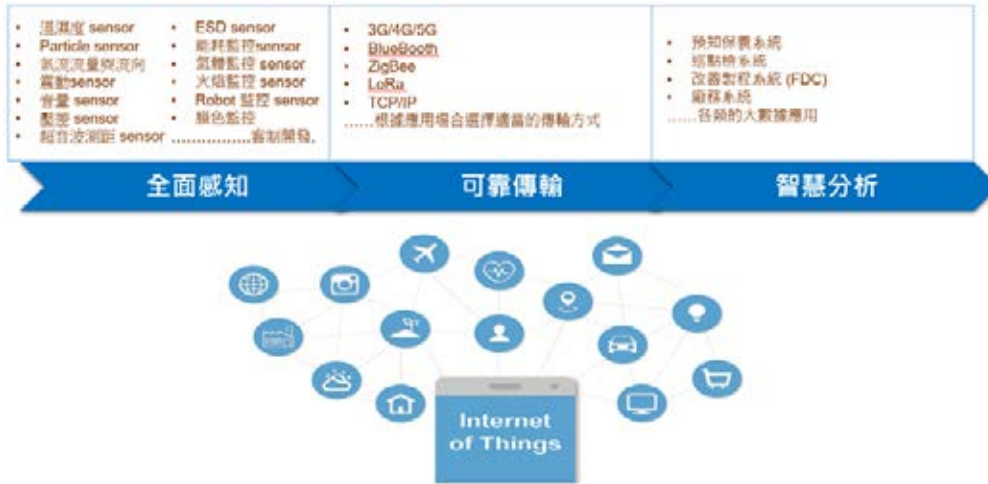 溫濕度 sensor
Particle sensor
氣流流量與流向
震動sensor
音量 sensor
壓差 sensor
超音波測距 sensor
ESD sensor
能耗監控sensor
氣體監控 sensor
火焰監控 sensor
Robot 監控 sensor
顏色監控
................客制開發.
3G/4G/5G
BlueBooth
ZigBee
LoRa
TCP/IP
......根據應用場合選擇適當的傳輸方式
預知保養系統
巡點檢系統
改善製程系統 (FDC)
廠務系統
......各類的大數據應用
全面感知
可靠傳輸
智慧分析
Internet
of Things